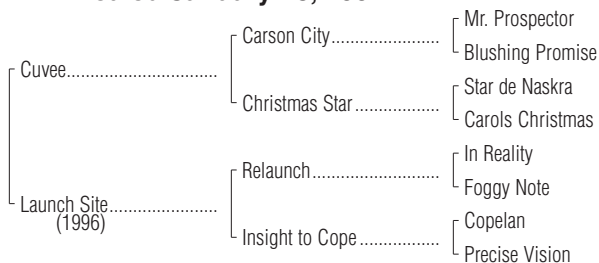 Mr. Prospector
Carson City
Blushing Promise
Cuvee
Star de Naskra
Christmas Star
Carols Christmas
In Reality
Relaunch
Foggy Note
Launch Site
(1996)
Copelan
Insight to Cope
Precise Vision